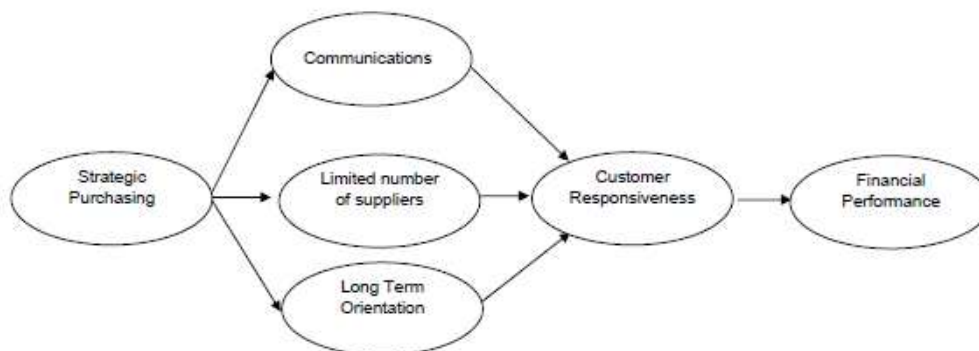 Communications
Strategic
Purchasing
Limited number
of suppliers
Customer
Responsiveness
Financial
Performance
Long Term
Orientation